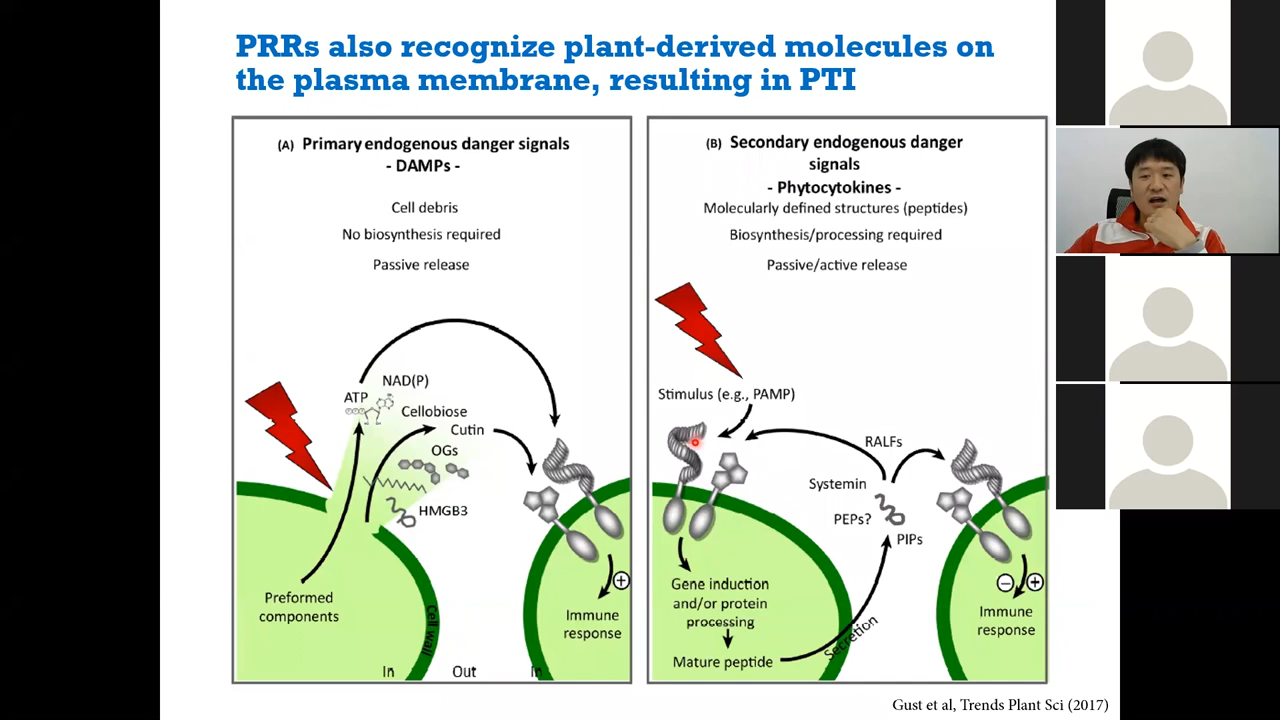 PRRs also recognize plant-derived molecules on
the plasma membrane, resulting in PTI
(A) Primary endogenous danger signals
- DAMPs -
Cell debris
No biosynthesis required
Passive release
NAD(P)
ATP
Cellobiose
Cutin
OGs
HMGB3
Preformed
components
Cell wall
Immune
response
In
Out
In
(B) Secondary endogenous danger
signals
- Phytocytokines -
Molecularly defined structures (peptides)
Biosynthesis/processing required
Passive/active release
Stimulus (e.g., PAMP)
RALFs
Systemin
PEPs?
PIPs
Gene induction
and/or protein
processing
Mature peptide
Secretion
Immune
response
Gust et al, Trends Plant Sci (2017)